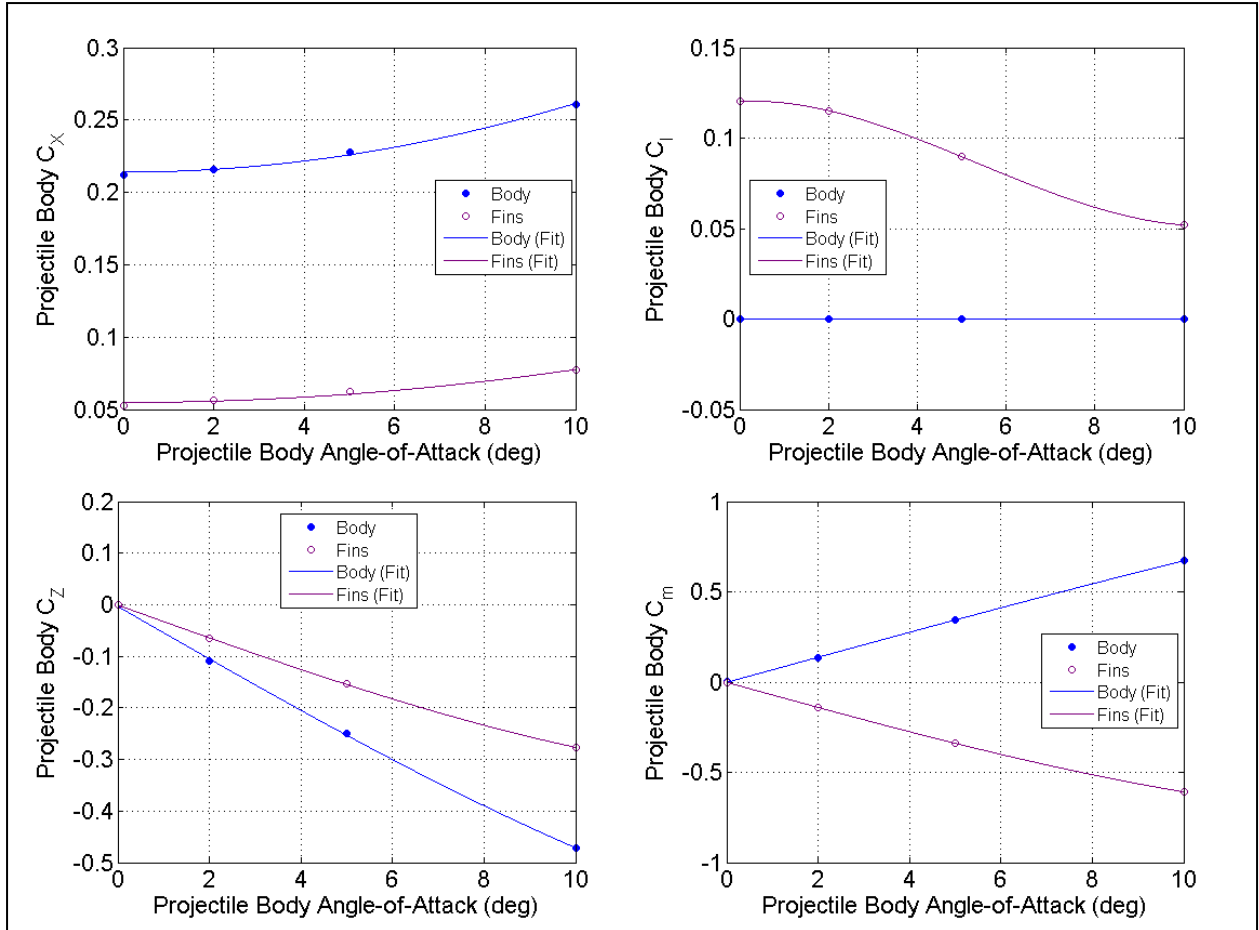 0.3
0.25
0.2
0.15
0.1
0.05
0 2 4 6 8 10
Projectile Body C_X
Projectile Body Angle-of-Attack (deg)
Body
Fins
Body (Fit)
Fins (Fit)
0.15
0.1
0.05
0
-0.05
0 2 4 6 8 10
Projectile Body C_l
Projectile Body Angle-of-Attack (deg)
Body
Fins
Body (Fit)
Fins (Fit)
0.2
0.1
0
-0.1
-0.2
-0.3
-0.4
-0.5
0 2 4 6 8 10
Projectile Body C_Z
Projectile Body Angle-of-Attack (deg)
Body
Fins
Body (Fit)
Fins (Fit)
1
0.5
0
-0.5
-1
0 2 4 6 8 10
Projectile Body C_m
Projectile Body Angle-of-Attack (deg)
Body
Fins
Body (Fit)
Fins (Fit)